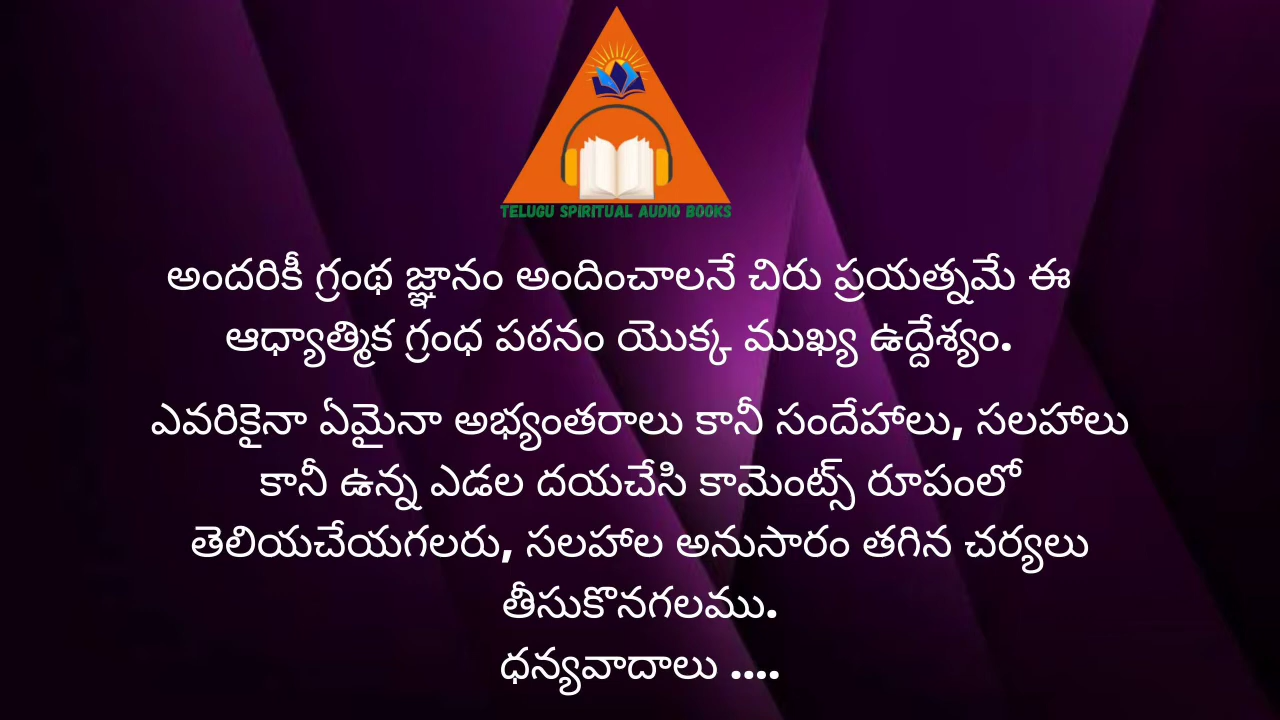 TELUGU SPIRITUAL AUDIO BOOKS
అందరికీ గ్రంథ జ్ఞానం అందించాలనే చిరు ప్రయత్నమే ఈ
ఆధ్యాత్మిక గ్రంధ పఠనం యొక్క ముఖ్య ఉద్దేశ్యం.
ఎవరికైనా ఏమైనా అభ్యంతరాలు కానీ సందేహాలు, సలహాలు
కానీ ఉన్న ఎడల దయచేసి కామెంట్స్ రూపంలో
తెలియచేయగలరు, సలహాల అనుసారం తగిన చర్యలు
తీసుకొనగలము.
ధన్యవాదాలు ....